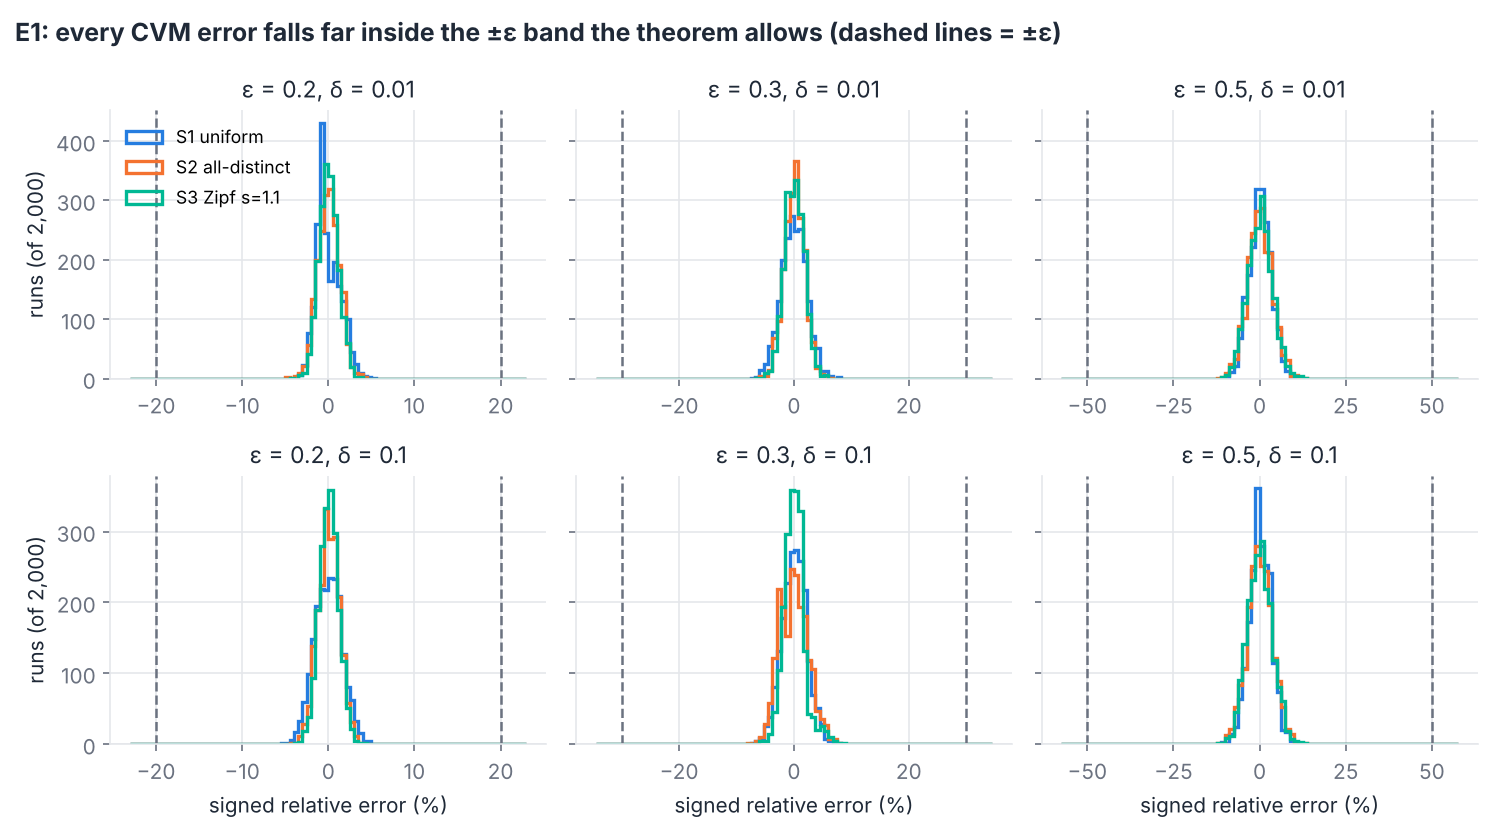 E1: every CVM error falls far inside the ±ε band the theorem allows (dashed lines = ±ε)
ε = 0.2, δ = 0.01
ε = 0.3, δ = 0.01
ε = 0.5, δ = 0.01
S1 uniform
S2 all-distinct
S3 Zipf s=1.1
runs (of 2,000)
400
300
200
100
0
−20 −10 0 10 20
−20 0 20
−50 −25 0 25 50
ε = 0.2, δ = 0.1
ε = 0.3, δ = 0.1
ε = 0.5, δ = 0.1
runs (of 2,000)
300
200
100
0
−20 −10 0 10 20
−20 0 20
−50 −25 0 25 50
signed relative error (%)
signed relative error (%)
signed relative error (%)